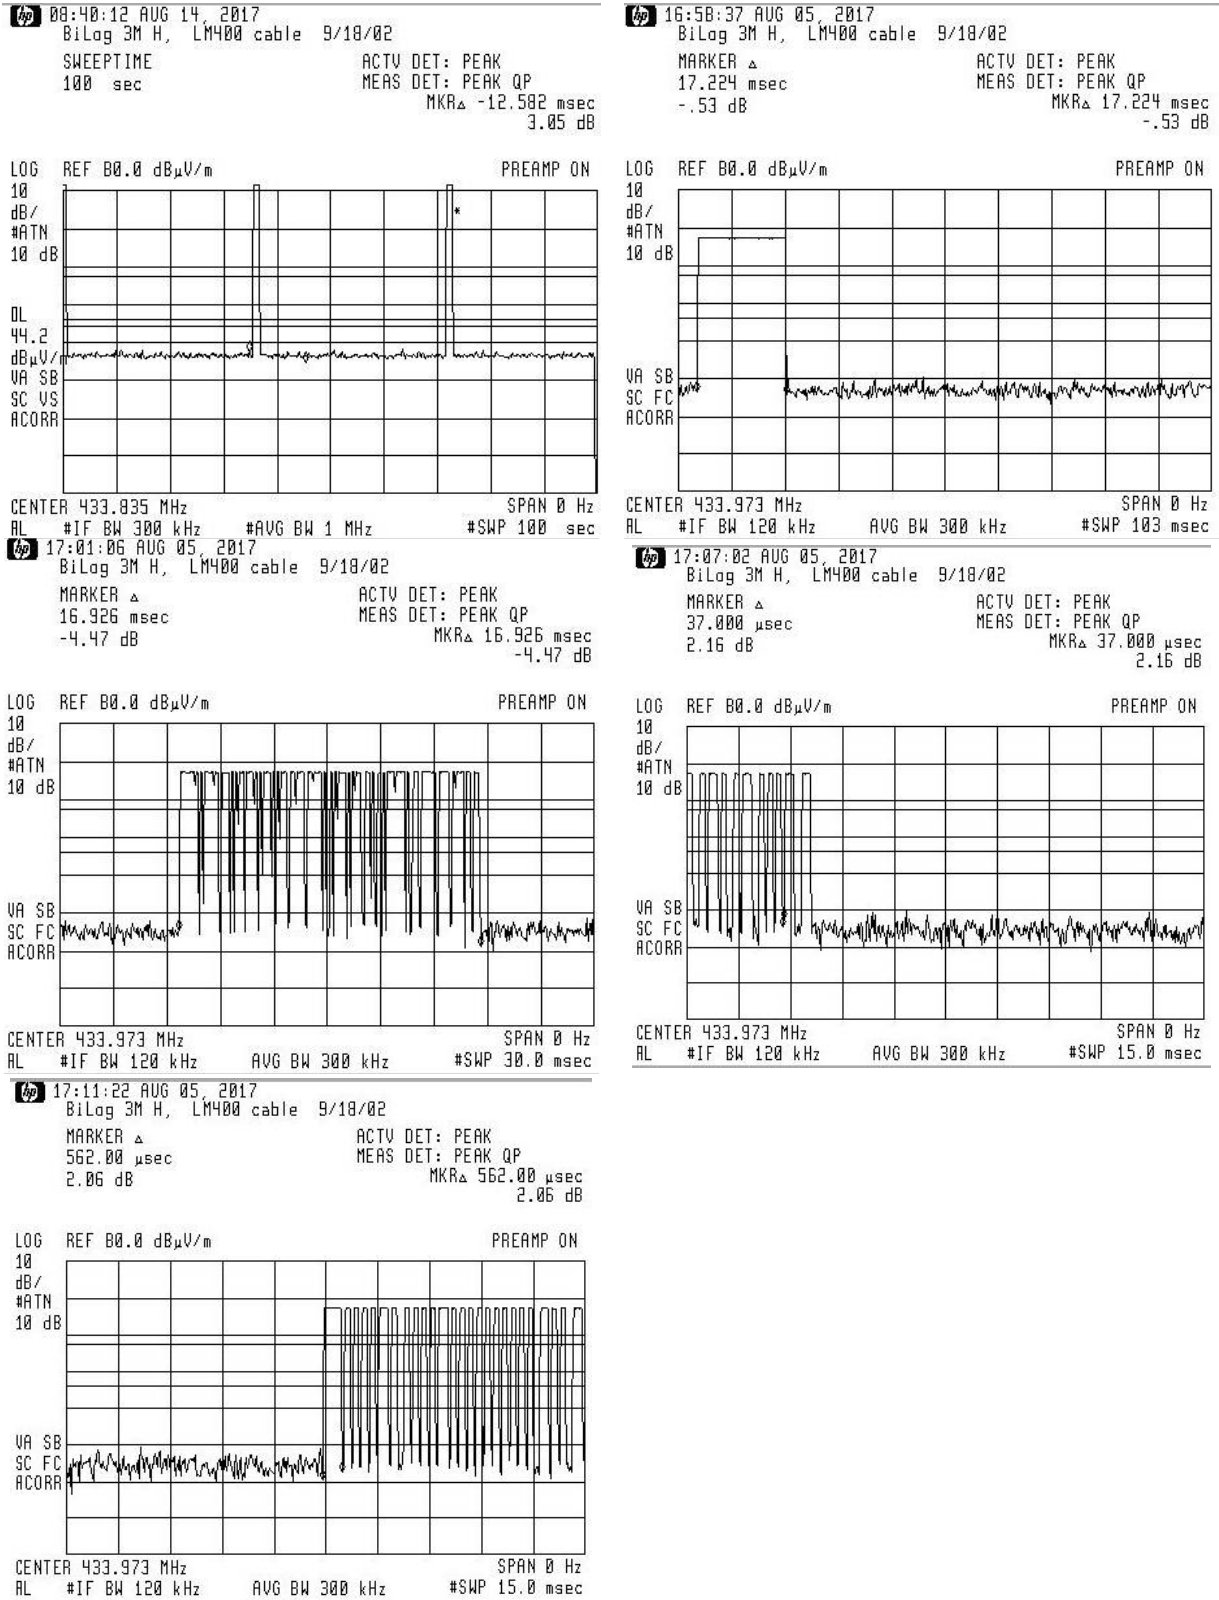 hp 08:40:12 AUG 14, 2017
BiLog 3M H, LM400 cable 9/18/02
SWEEPTIME
100 sec
ACTV DET: PEAK
MEAS DET: PEAK QP
MKR∆ -12.582 msec
3.05 dB
LOG REF 80.0 dBµV/m PREAMP ON
10
dB/
#ATN
10 dB
DL
44.2
dBµV/m
VA SB
SC VS
ACORR
CENTER 433.835 MHz SPAN 0 Hz
RL #IF BW 300 kHz #AVG BW 1 MHz #SWP 100 sec
hp 16:58:37 AUG 05, 2017
BiLog 3M H, LM400 cable 9/18/02
MARKER ∆
17.224 msec
-.53 dB
ACTV DET: PEAK
MEAS DET: PEAK QP
MKR∆ 17.224 msec
-.53 dB
LOG REF 80.0 dBµV/m PREAMP ON
10
dB/
#ATN
10 dB
VA SB
SC FC
ACORR
CENTER 433.973 MHz SPAN 0 Hz
RL #IF BW 120 kHz AVG BW 300 kHz #SWP 103 msec
hp 17:01:06 AUG 05, 2017
BiLog 3M H, LM400 cable 9/18/02
MARKER ∆
16.926 msec
-4.47 dB
ACTV DET: PEAK
MEAS DET: PEAK QP
MKR∆ 16.926 msec
-4.47 dB
LOG REF 80.0 dBµV/m PREAMP ON
10
dB/
#ATN
10 dB
VA SB
SC FC
ACORR
CENTER 433.973 MHz SPAN 0 Hz
RL #IF BW 120 kHz AVG BW 300 kHz #SWP 30.0 msec
hp 17:07:02 AUG 05, 2017
BiLog 3M H, LM400 cable 9/18/02
MARKER ∆
37.000 µsec
2.16 dB
ACTV DET: PEAK
MEAS DET: PEAK QP
MKR∆ 37.000 µsec
2.16 dB
LOG REF 80.0 dBµV/m PREAMP ON
10
dB/
#ATN
10 dB
VA SB
SC FC
ACORR
CENTER 433.973 MHz SPAN 0 Hz
RL #IF BW 120 kHz AVG BW 300 kHz #SWP 15.0 msec
hp 17:11:22 AUG 05, 2017
BiLog 3M H, LM400 cable 9/18/02
MARKER ∆
562.00 µsec
2.06 dB
ACTV DET: PEAK
MEAS DET: PEAK QP
MKR∆ 562.00 µsec
2.06 dB
LOG REF 80.0 dBµV/m PREAMP ON
10
dB/
#ATN
10 dB
VA SB
SC FC
ACORR
CENTER 433.973 MHz SPAN 0 Hz
RL #IF BW 120 kHz AVG BW 300 kHz #SWP 15.0 msec